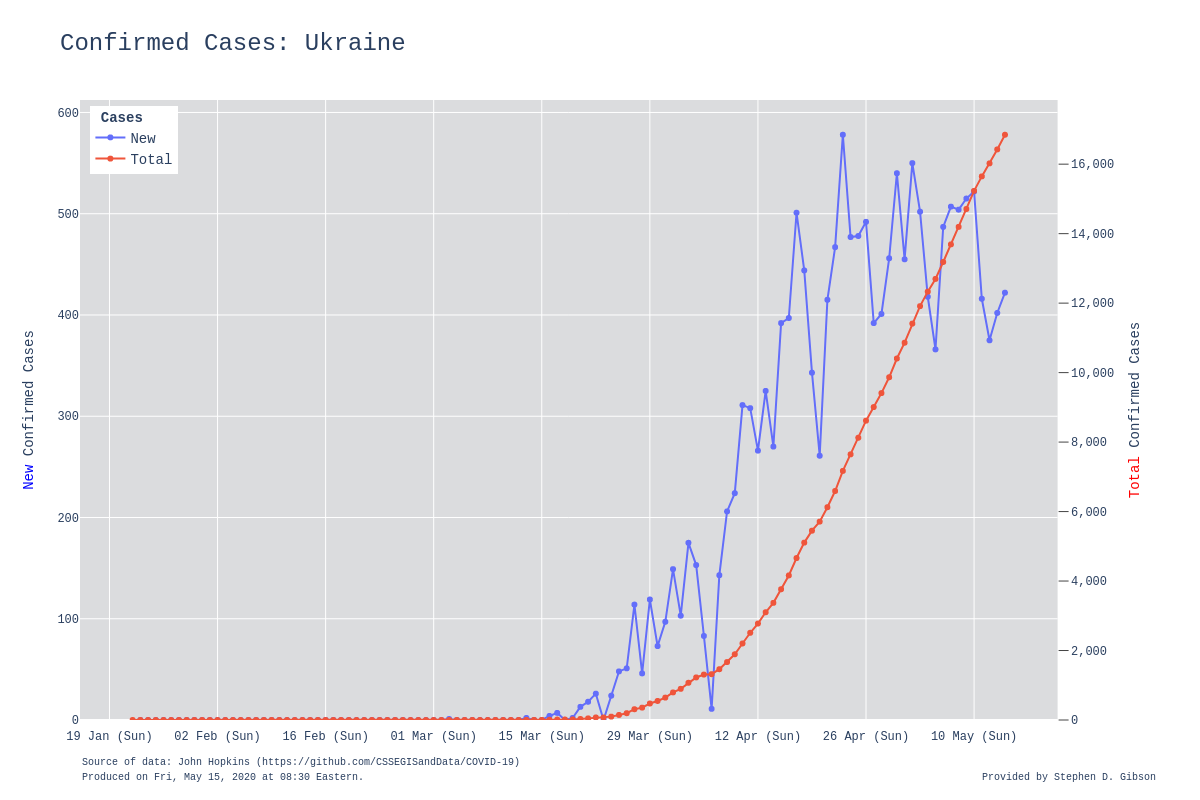 Confirmed Cases: Ukraine
Cases
New
Total
600
500
400
300
200
100
0
New Confirmed Cases
16,000
14,000
12,000
10,000
8,000
6,000
4,000
2,000
0
Total Confirmed Cases
19 Jan (Sun) 02 Feb (Sun) 16 Feb (Sun) 01 Mar (Sun) 15 Mar (Sun) 29 Mar (Sun) 12 Apr (Sun) 26 Apr (Sun) 10 May (Sun)
Source of data: John Hopkins (https://github.com/CSSEGISandData/COVID-19)
Produced on Fri, May 15, 2020 at 08:30 Eastern.
Provided by Stephen D. Gibson